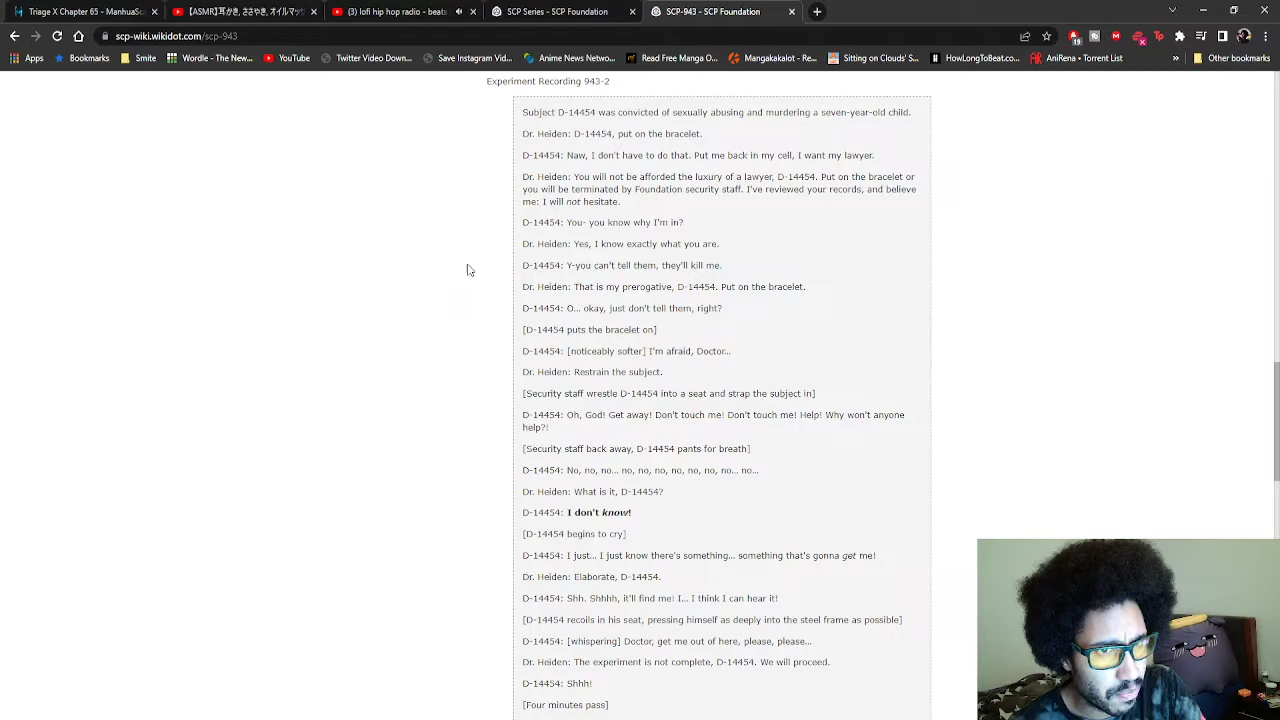 Triage X Chapter 65 - ManhuaSc
【ASMR】耳かき、ささやき、オイルマッ
(3) lofi hip hop radio - beats
SCP Series - SCP Foundation
SCP-943 - SCP Foundation
scp-wiki.wikidot.com/scp-943
19
Apps
Bookmarks
Smite
Wordle - The New...
YouTube
Twitter Video Down...
Save Instagram Vid...
Anime News Netwo...
Read Free Manga O...
Mangakakalot - Re...
Sitting on Clouds' S...
HowLongToBeat.co...
AniRena | Torrent List
Other bookmarks
Experiment Recording 943-2
Subject D-14454 was convicted of sexually abusing and murdering a seven-year-old child.
Dr. Heiden: D-14454, put on the bracelet.
D-14454: Naw, I don't have to do that. Put me back in my cell, I want my lawyer.
Dr. Heiden: You will not be afforded the luxury of a lawyer, D-14454. Put on the bracelet or
you will be terminated by Foundation security staff. I've reviewed your records, and believe
me: I will not hesitate.
D-14454: You- you know why I'm in?
Dr. Heiden: Yes, I know exactly what you are.
D-14454: Y-you can't tell them, they'll kill me.
Dr. Heiden: That is my prerogative, D-14454. Put on the bracelet.
D-14454: O... okay, just don't tell them, right?
[D-14454 puts the bracelet on]
D-14454: [noticeably softer] I'm afraid, Doctor...
Dr. Heiden: Restrain the subject.
[Security staff wrestle D-14454 into a seat and strap the subject in]
D-14454: Oh, God! Get away! Don't touch me! Don't touch me! Help! Why won't anyone
help?!
[Security staff back away, D-14454 pants for breath]
D-14454: No, no, no... no, no, no, no, no, no, no... no...
Dr. Heiden: What is it, D-14454?
D-14454: I don't know!
[D-14454 begins to cry]
D-14454: I just... I just know there's something... something that's gonna get me!
Dr. Heiden: Elaborate, D-14454.
D-14454: Shh. Shhhh, it'll find me! I... I think I can hear it!
[D-14454 recoils in his seat, pressing himself as deeply into the steel frame as possible]
D-14454: [whispering] Doctor, get me out of here, please, please...
Dr. Heiden: The experiment is not complete, D-14454. We will proceed.
D-14454: Shhh!
[Four minutes pass]